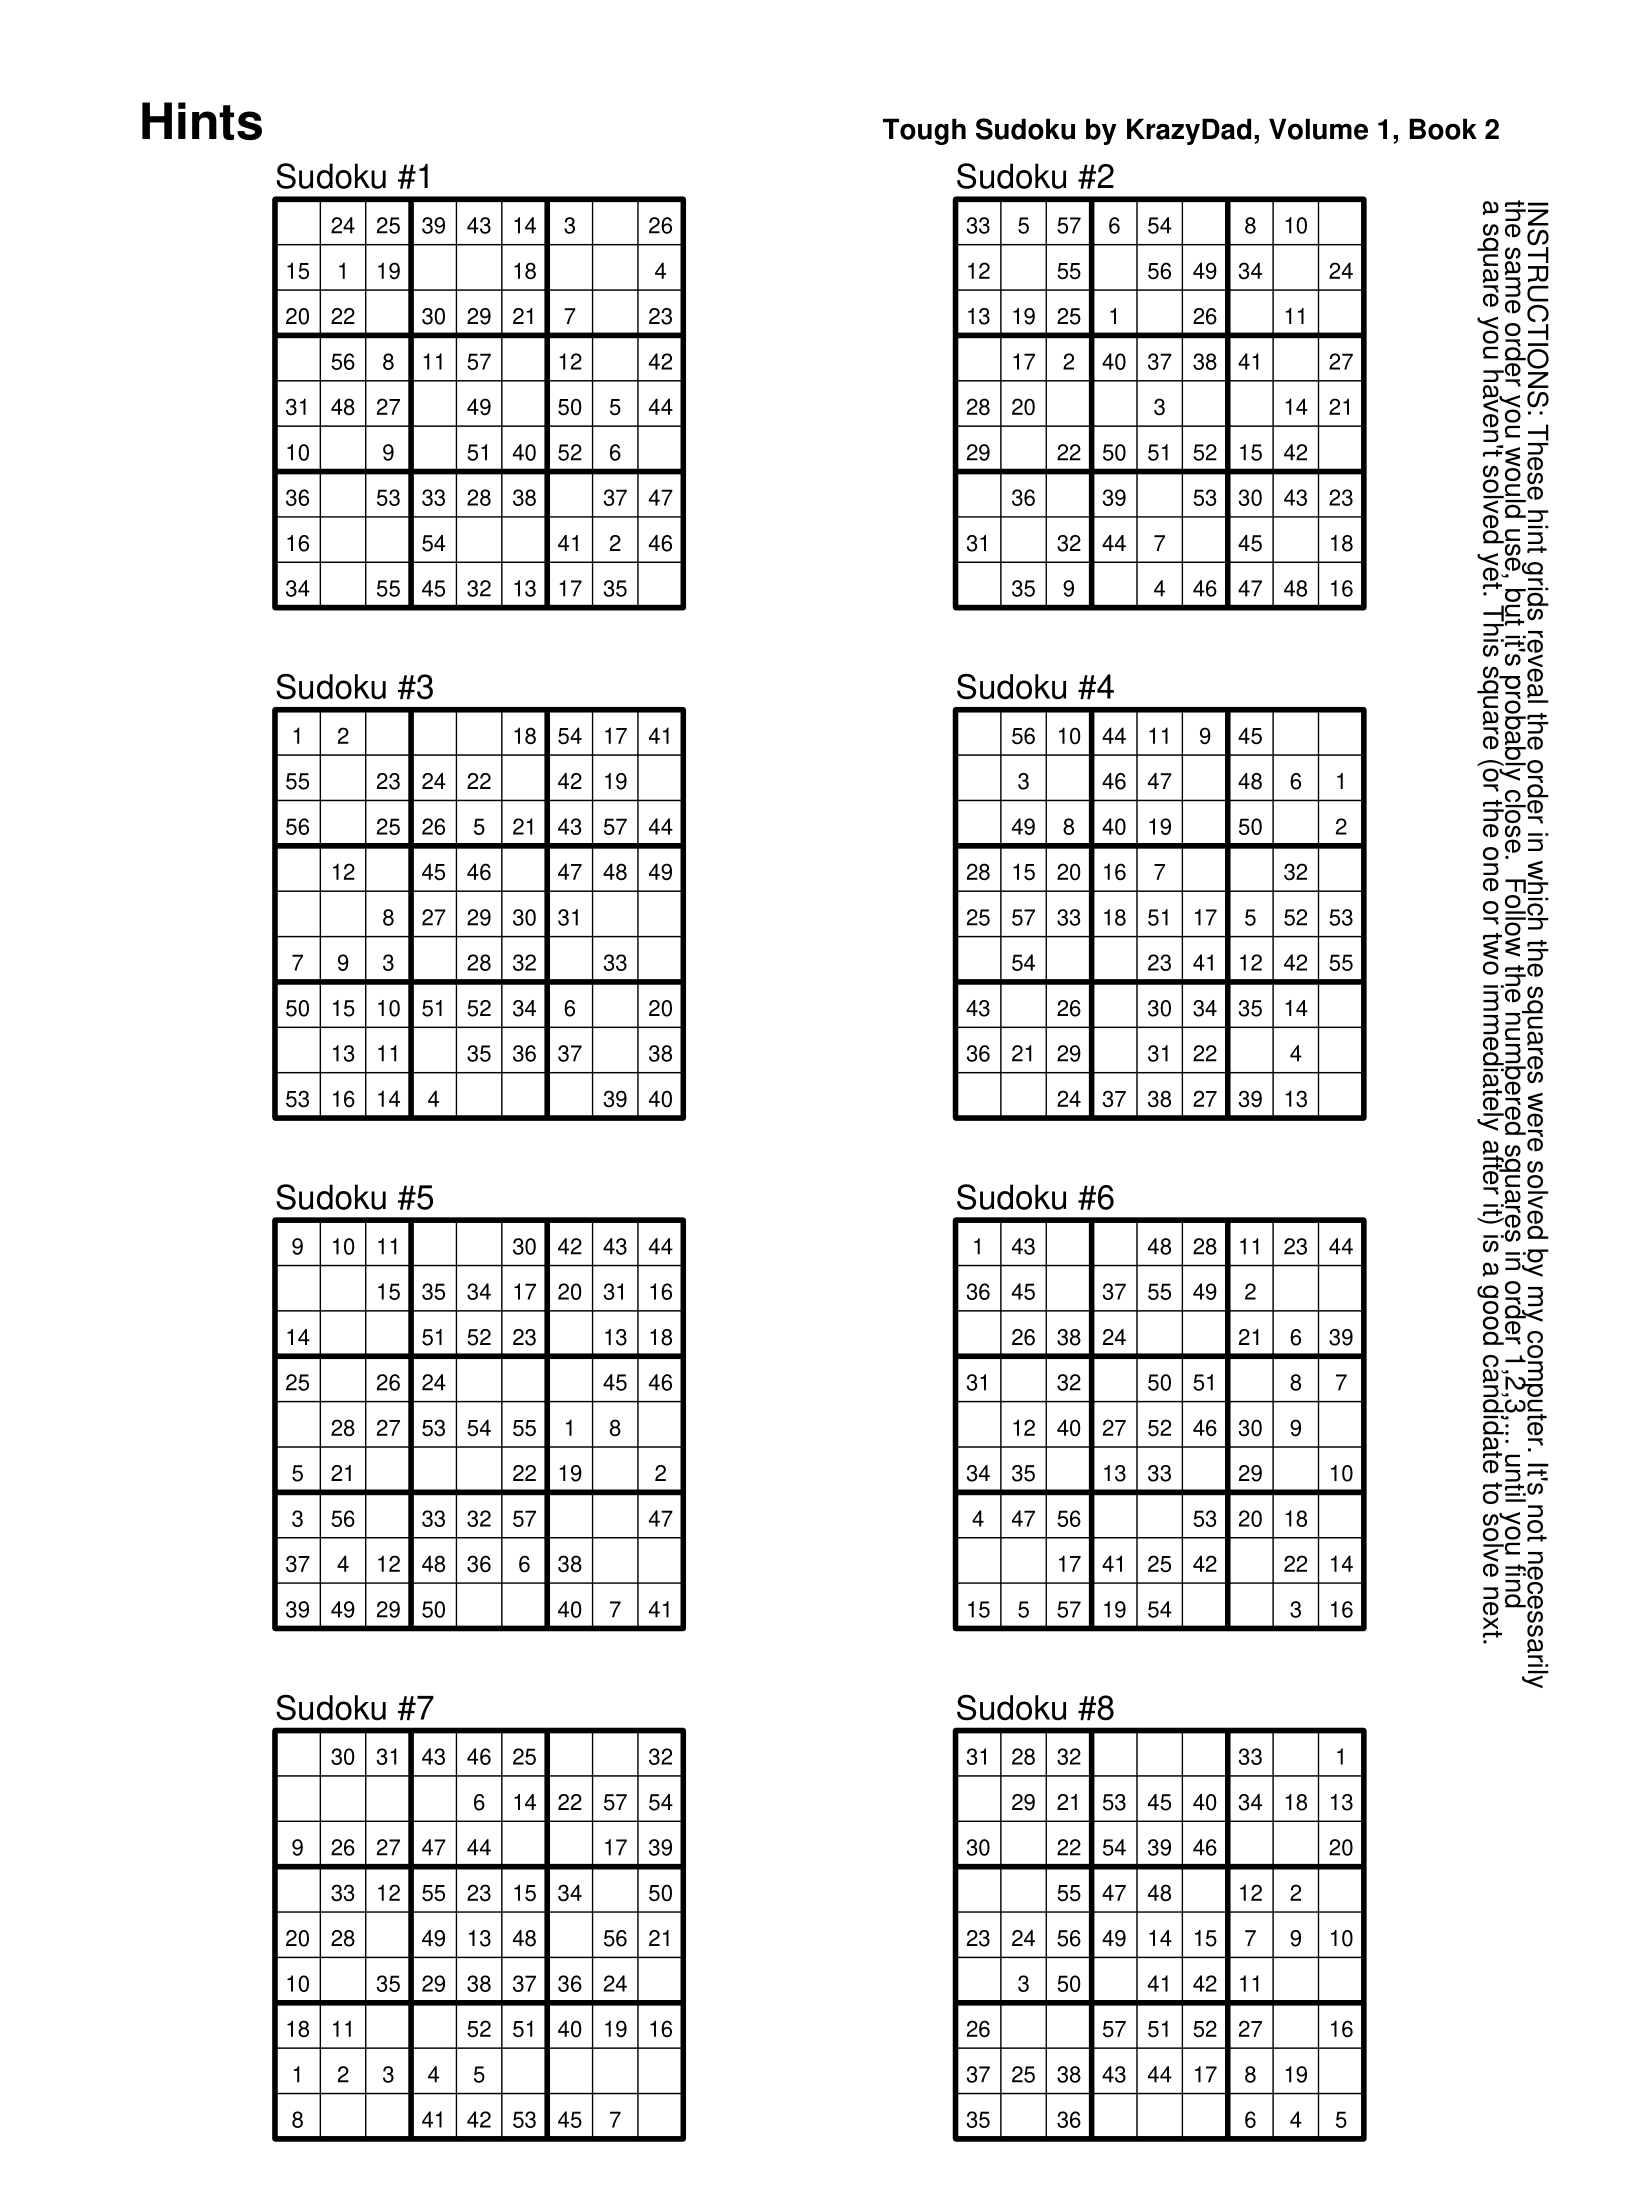 Hints
Tough Sudoku by KrazyDad, Volume 1, Book 2
Sudoku #1
24 25 39 43 14 3 26
15 1 19 18 4
20 22 30 29 21 7 23
56 8 11 57 12 42
31 48 27 49 50 5 44
10 9 51 40 52 6
36 53 33 28 38 37 47
16 54 41 2 46
34 55 45 32 13 17 35
Sudoku #2
33 5 57 6 54 8 10
12 55 56 49 34 24
13 19 25 1 26 11
17 2 40 37 38 41 27
28 20 3 14 21
29 22 50 51 52 15 42
36 39 53 30 43 23
31 32 44 7 45 18
35 9 4 46 47 48 16
Sudoku #3
1 2 18 54 17 41
55 23 24 22 42 19
56 25 26 5 21 43 57 44
12 45 46 47 48 49
8 27 29 30 31
7 9 3 28 32 33
50 15 10 51 52 34 6 20
13 11 35 36 37 38
53 16 14 4 39 40
Sudoku #4
56 10 44 11 9 45
3 46 47 48 6 1
49 8 40 19 50 2
28 15 20 16 7 32
25 57 33 18 51 17 5 52 53
54 23 41 12 42 55
43 26 30 34 35 14
36 21 29 31 22 4
24 37 38 27 39 13
Sudoku #5
9 10 11 30 42 43 44
15 35 34 17 20 31 16
14 51 52 23 13 18
25 26 24 45 46
28 27 53 54 55 1 8
5 21 22 19 2
3 56 33 32 57 47
37 4 12 48 36 6 38
39 49 29 50 40 7 41
Sudoku #6
1 43 48 28 11 23 44
36 45 37 55 49 2
26 38 24 21 6 39
31 32 50 51 8 7
12 40 27 52 46 30 9
34 35 13 33 29 10
4 47 56 53 20 18
17 41 25 42 22 14
15 5 57 19 54 3 16
Sudoku #7
30 31 43 46 25 32
6 14 22 57 54
9 26 27 47 44 17 39
33 12 55 23 15 34 50
20 28 49 13 48 56 21
10 35 29 38 37 36 24
18 11 52 51 40 19 16
1 2 3 4 5
8 41 42 53 45 7
Sudoku #8
31 28 32 33 1
29 21 53 45 40 34 18 13
30 22 54 39 46 20
55 47 48 12 2
23 24 56 49 14 15 7 9 10
3 50 41 42 11
26 57 51 52 27 16
37 25 38 43 44 17 8 19
35 36 6 4 5
INSTRUCTIONS: These hint grids reveal the order in which the squares were solved by my computer. It's not necessarily
the same order you would use, but it's probably close. Follow the numbered squares in order 1,2,3,... until you find
a square you haven't solved yet. This square (or the one or two immediately after it) is a good candidate to solve next.